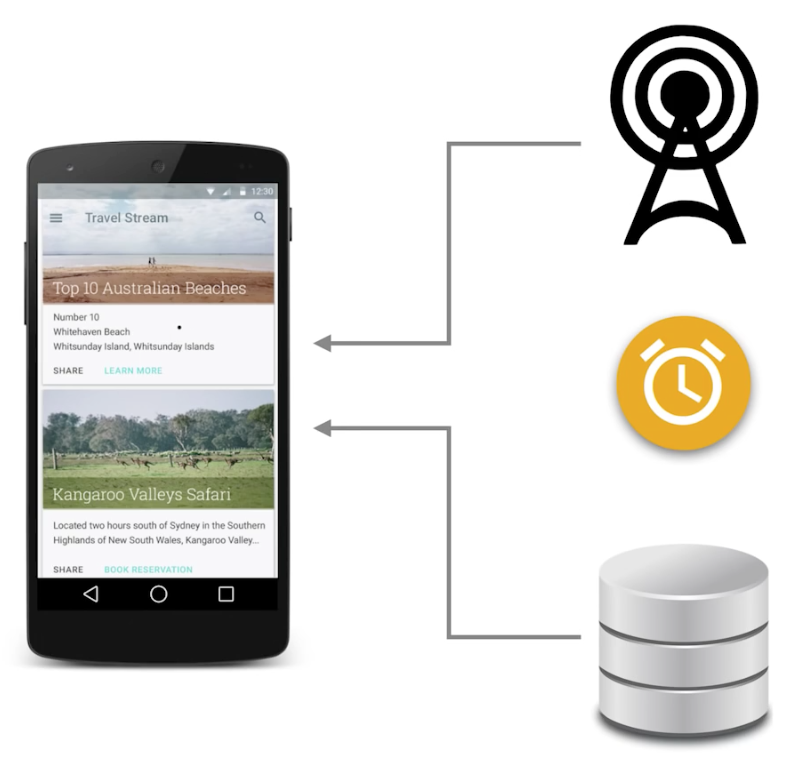 12:30
Travel Stream
Top 10 Australian Beaches
Number 10
Whitehaven Beach
Whitsunday Island, Whitsunday Islands
SHARE LEARN MORE
Kangaroo Valleys Safari
Located two hours south of Sydney in the Southern
Highlands of New South Wales, Kangaroo Valley...
SHARE BOOK RESERVATION